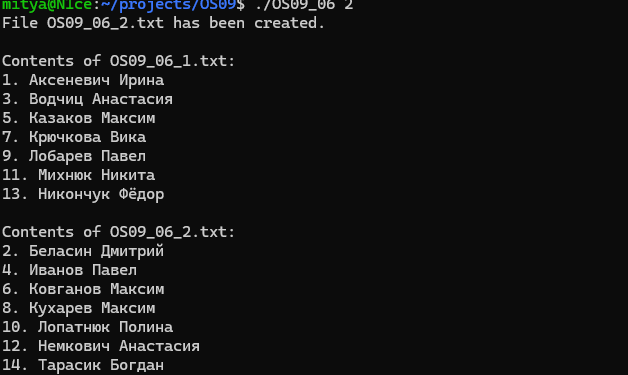 mitya@N1ce:~/projects/OS09$ ./OS09_06 2
File OS09_06_2.txt has been created.
Contents of OS09_06_1.txt:
1. Аксеневич Ирина
3. Водчиц Анастасия
5. Казаков Максим
7. Крючкова Вика
9. Лобарев Павел
11. Михнюк Никита
13. Никончук Фёдор
Contents of OS09_06_2.txt:
2. Беласин Дмитрий
4. Иванов Павел
6. Ковганов Максим
8. Кухарев Максим
10. Лопатнюк Полина
12. Немкович Анастасия
14. Тарасик Богдан